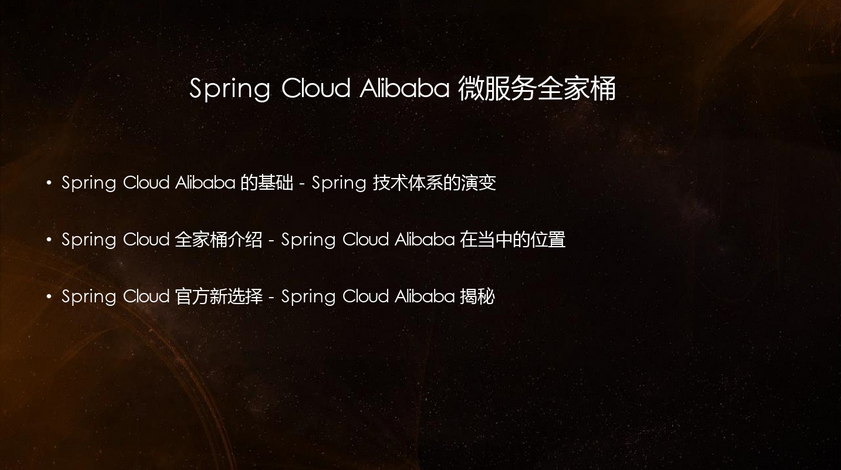 Spring Cloud Alibaba 微服务全家桶
• Spring Cloud Alibaba 的基础 - Spring 技术体系的演变
• Spring Cloud 全家桶介绍 - Spring Cloud Alibaba 在当中的位置
• Spring Cloud 官方新选择 - Spring Cloud Alibaba 揭秘